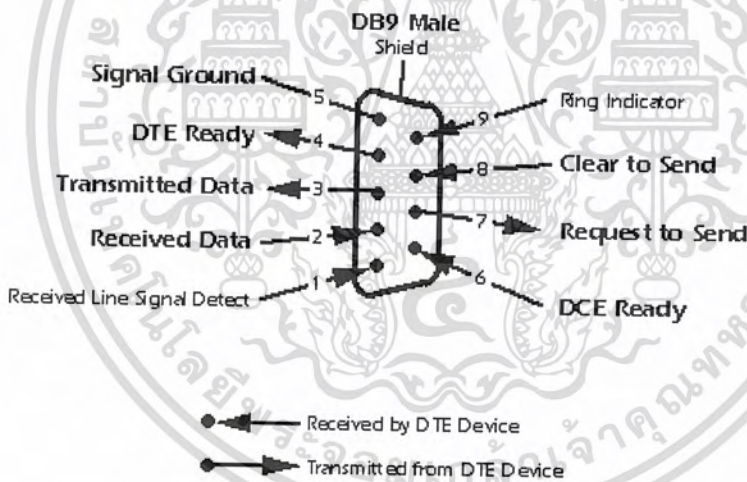 DB9 Male
Shield
Signal Ground
5
9
Ring Indicator
DTE Ready
4
8
Clear to Send
Transmitted Data
3
7
Request to Send
Received Data
2
6
DCE Ready
Received Line Signal Detect
1
Received by DTE Device
Transmitted from DTE Device